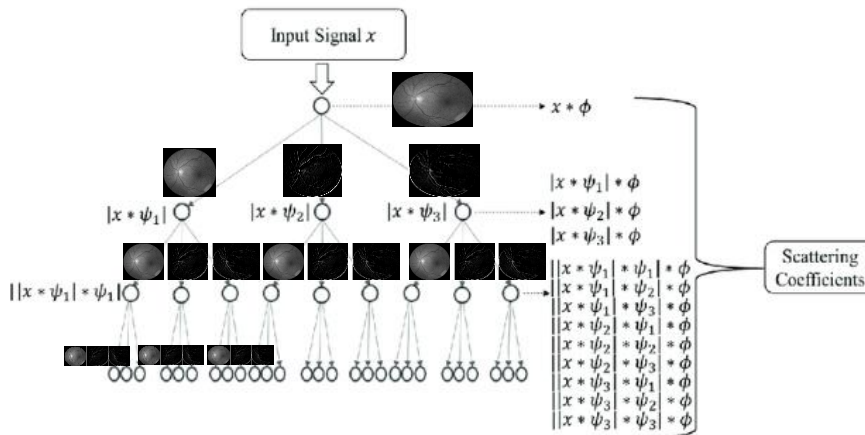 Input Signal x
x ∗ ϕ
|x ∗ ψ₁|
|x ∗ ψ₂|
|x ∗ ψ₃|
|x ∗ ψ₁| ∗ ϕ
|x ∗ ψ₂| ∗ ϕ
|x ∗ ψ₃| ∗ ϕ
||x ∗ ψ₁| ∗ ψ₁|
||x ∗ ψ₁| ∗ ψ₁| ∗ ϕ
||x ∗ ψ₁| ∗ ψ₂| ∗ ϕ
||x ∗ ψ₁| ∗ ψ₃| ∗ ϕ
||x ∗ ψ₂| ∗ ψ₁| ∗ ϕ
||x ∗ ψ₂| ∗ ψ₂| ∗ ϕ
||x ∗ ψ₂| ∗ ψ₃| ∗ ϕ
||x ∗ ψ₃| ∗ ψ₁| ∗ ϕ
||x ∗ ψ₃| ∗ ψ₂| ∗ ϕ
||x ∗ ψ₃| ∗ ψ₃| ∗ ϕ
Scattering
Coefficients